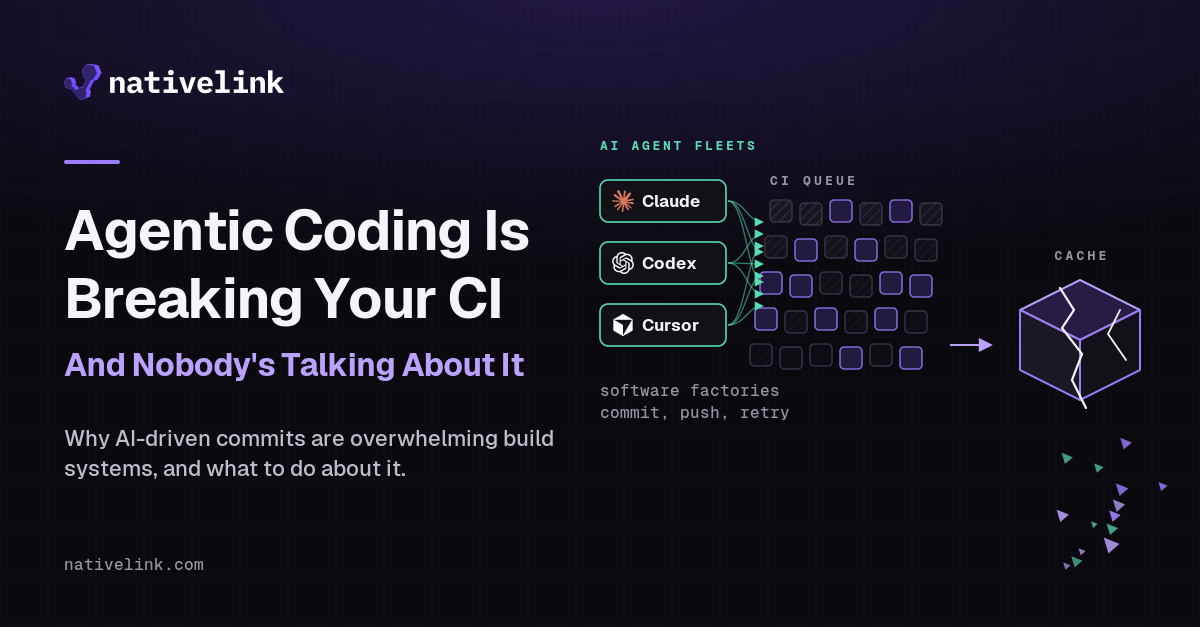 nativelink
Agentic Coding Is
Breaking Your CI
And Nobody's Talking About It
Why AI-driven commits are overwhelming build
systems, and what to do about it.
nativelink.com
AI AGENT FLEETS
CI QUEUE
Claude
Codex
Cursor
software factories
commit, push, retry
CACHE